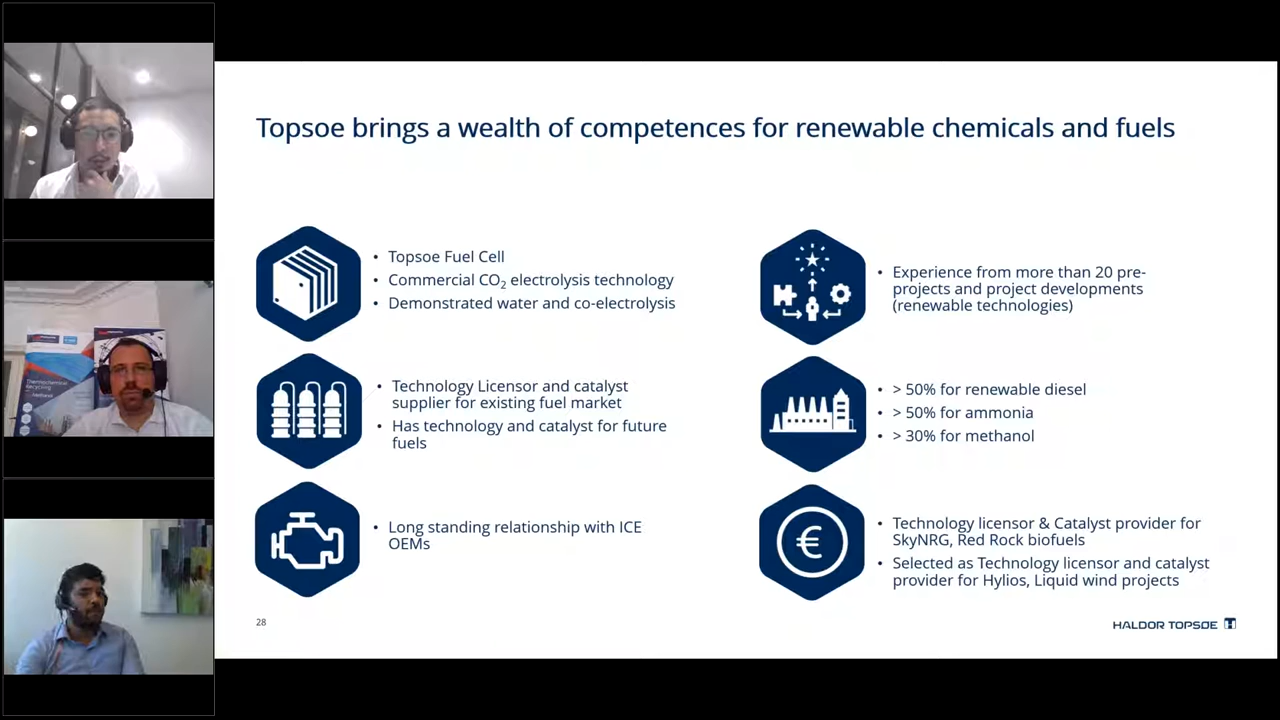 Topsoe brings a wealth of competences for renewable chemicals and fuels
• Topsoe Fuel Cell
• Commercial CO₂ electrolysis technology
• Demonstrated water and co-electrolysis
• Technology Licensor and catalyst
supplier for existing fuel market
• Has technology and catalyst for future
fuels
• Long standing relationship with ICE
OEMs
• Experience from more than 20 pre-
projects and project developments
(renewable technologies)
• > 50% for renewable diesel
• > 50% for ammonia
• > 30% for methanol
€
• Technology licensor & Catalyst provider for
SkyNRG, Red Rock biofuels
• Selected as Technology licensor and catalyst
provider for Hylios, Liquid wind projects
28
HALDOR TOPSØE